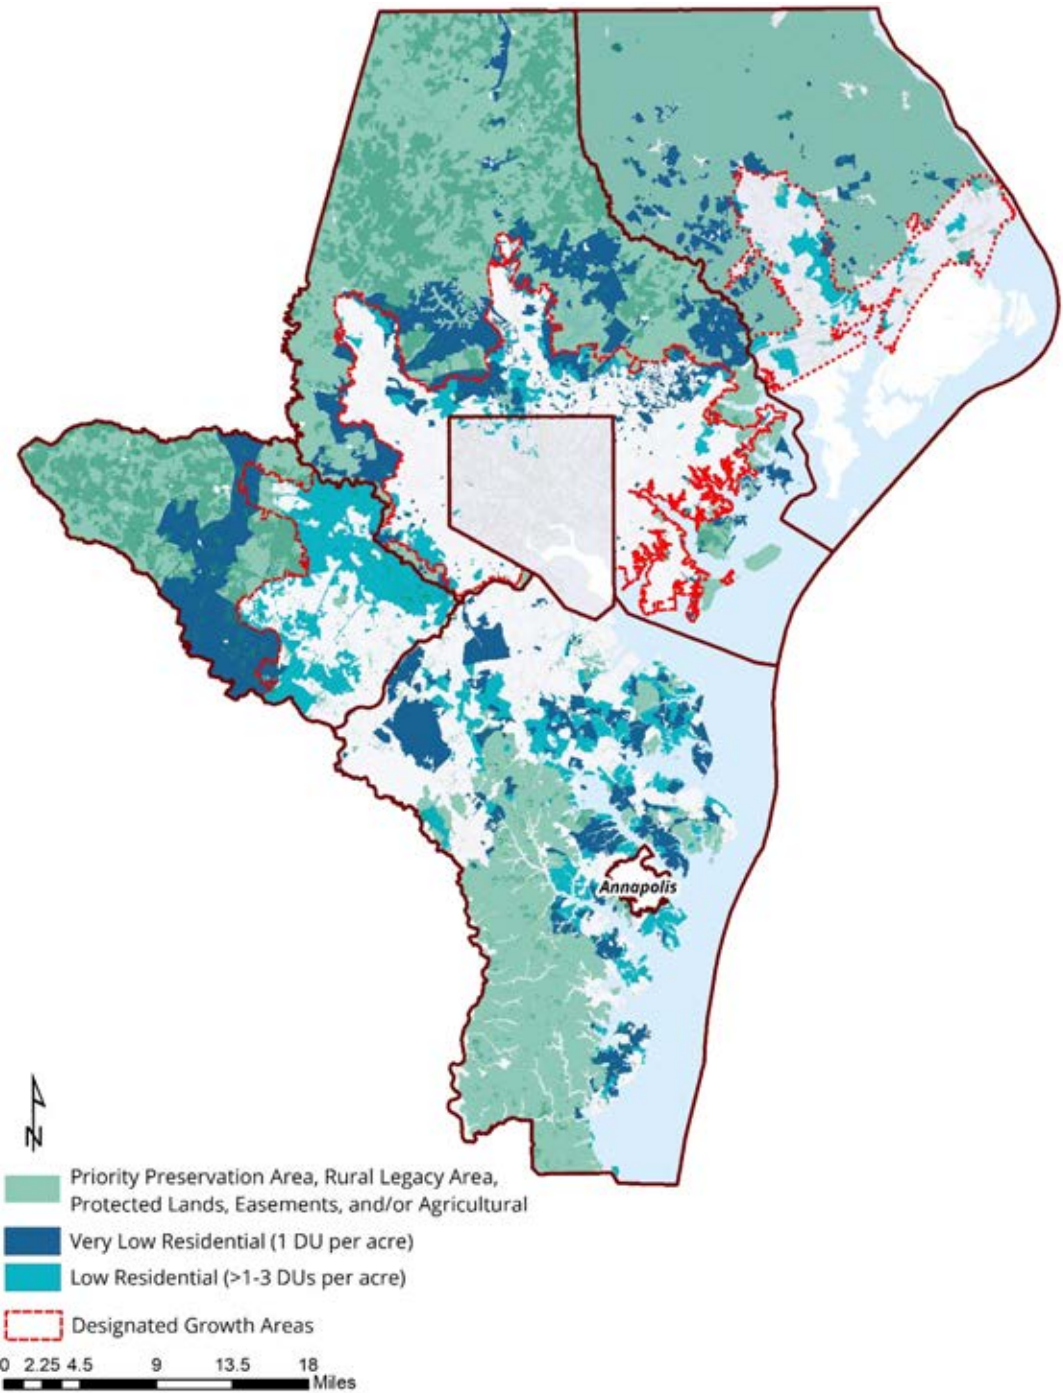 Annapolis
N
Priority Preservation Area, Rural Legacy Area,
Protected Lands, Easements, and/or Agricultural
Very Low Residential (1 DU per acre)
Low Residential (>1-3 DUs per acre)
Designated Growth Areas
0 2.25 4.5 9 13.5 18
Miles